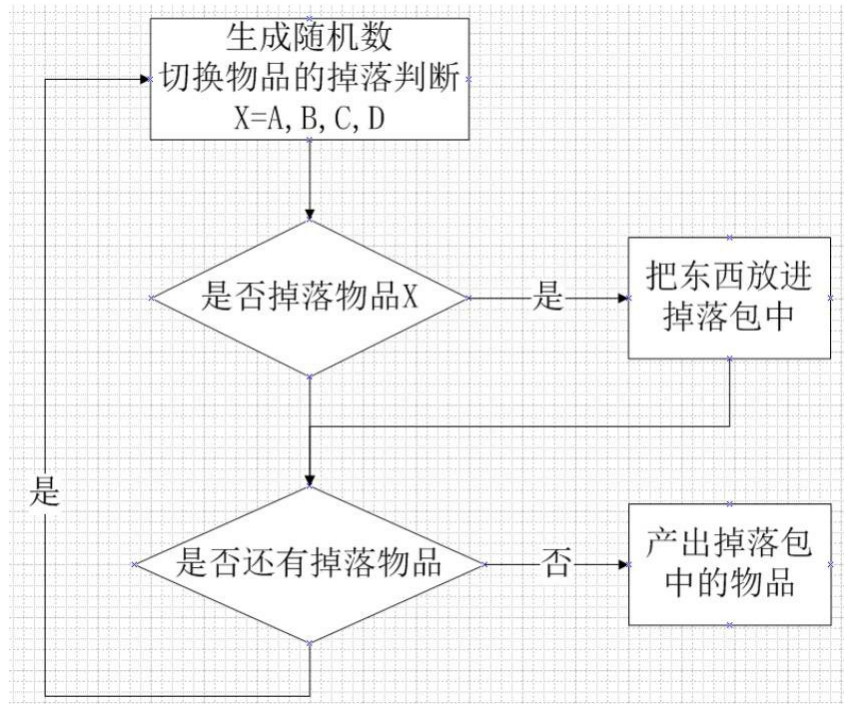 生成随机数
切换物品的掉落判断
X=A,B,C,D
是否掉落物品X
是
把东西放进
掉落包中
是
是否还有掉落物品
否
产出掉落包
中的物品